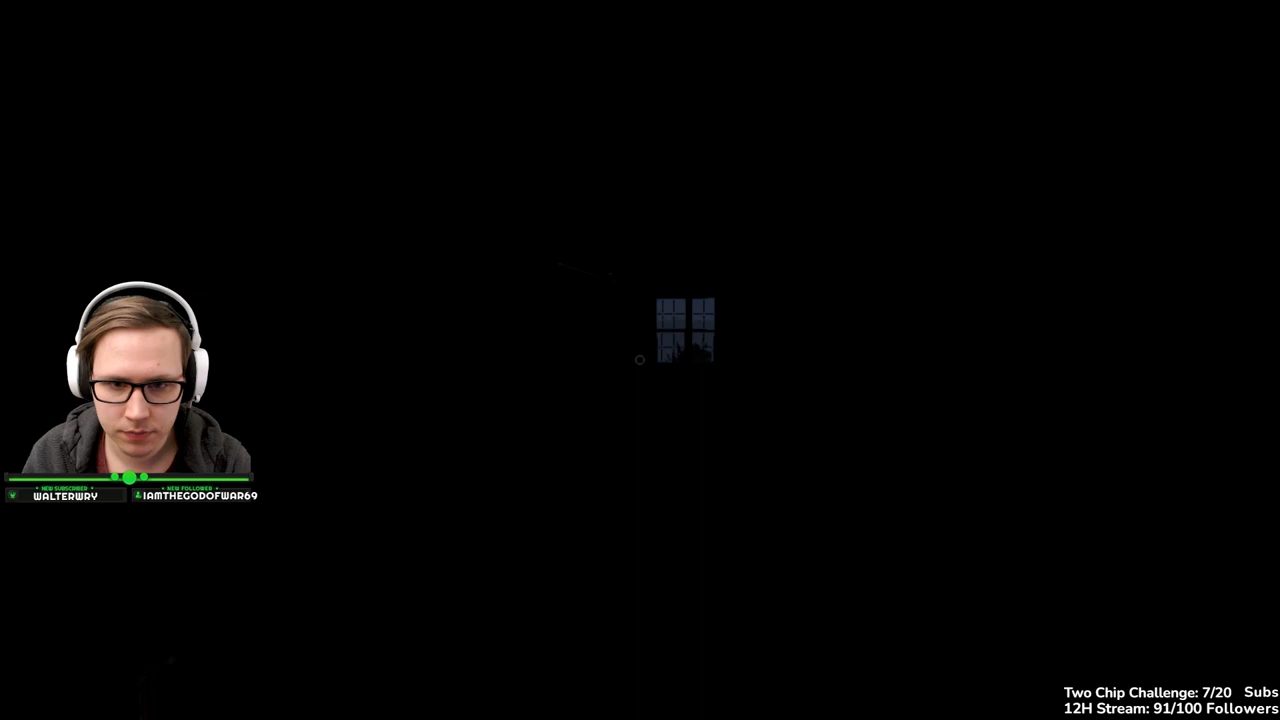 NEW SUBSCRIBER
NEW FOLLOWER
WALTERWRY
IAMTHEGODOFWAR69
Two Chip Challenge: 7/20 Subs
12H Stream: 91/100 Followers